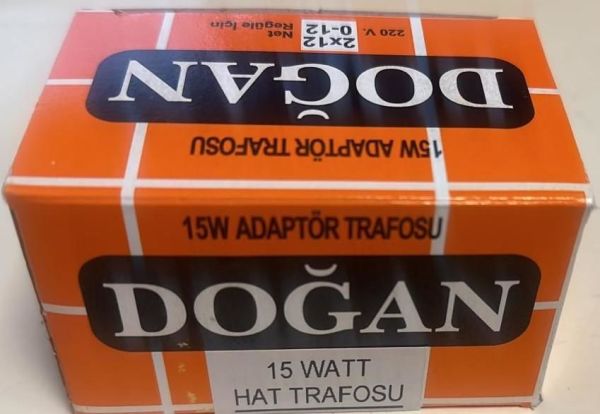 220 V.
2x12
0-12
Net
Regüle İçin
DOĞAN
15W ADAPTÖR TRAFOSU
15W ADAPTÖR TRAFOSU
DOĞAN
15 WATT
HAT TRAFOSU